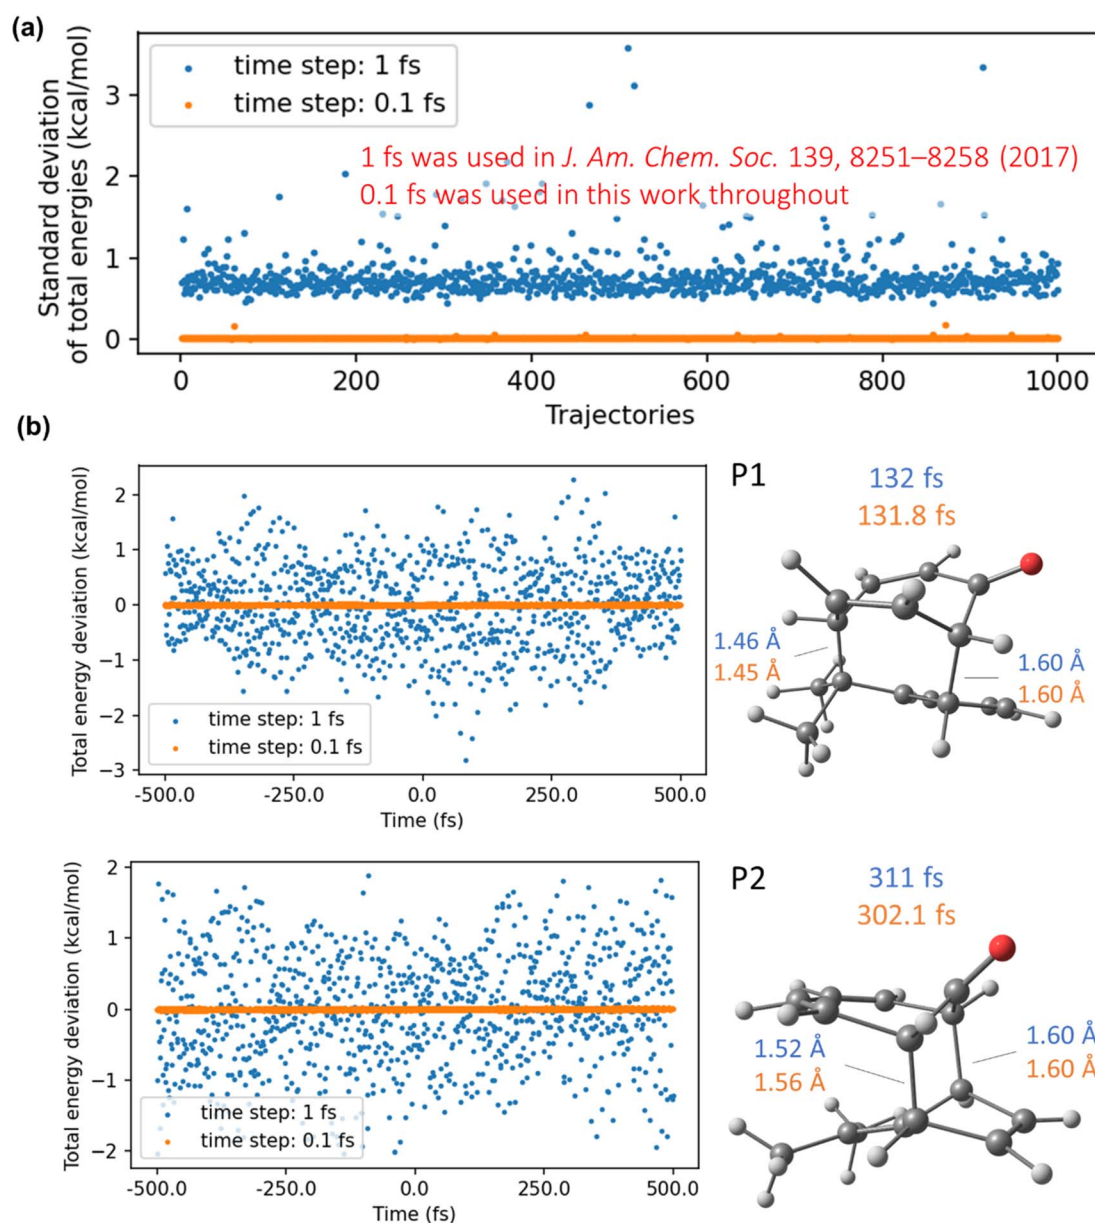 (a)
Standard deviation
of total energies (kcal/mol)
3
2
1
0
time step: 1 fs
time step: 0.1 fs
1 fs was used in J. Am. Chem. Soc. 139, 8251–8258 (2017)
0.1 fs was used in this work throughout
0 200 400 600 800 1000
Trajectories
(b)
Total energy deviation (kcal/mol)
2
1
0
−1
−2
−3
time step: 1 fs
time step: 0.1 fs
-500.0 -250.0 0.0 250.0 500.0
Time (fs)
P1
132 fs
131.8 fs
1.46 Å
1.45 Å
1.60 Å
1.60 Å
Total energy deviation (kcal/mol)
2
1
0
−1
−2
time step: 1 fs
time step: 0.1 fs
-500.0 -250.0 0.0 250.0 500.0
Time (fs)
P2
311 fs
302.1 fs
1.52 Å
1.56 Å
1.60 Å
1.60 Å